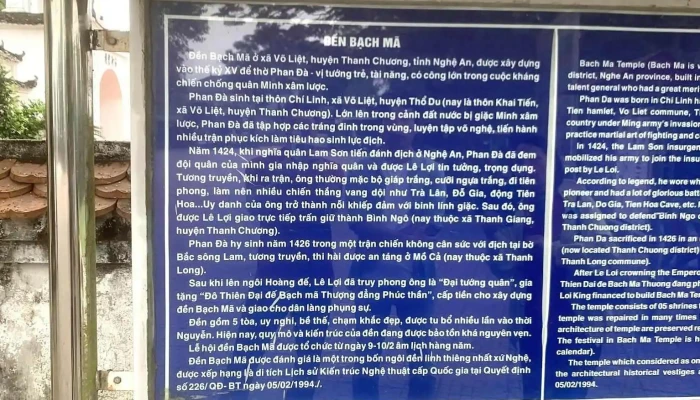 ĐỀN BẠCH MÃ
Đền Bạch Mã ở xã Võ Liệt, huyện Thanh Chương, tỉnh Nghệ An, được xây dựng
vào thế kỷ XV để thờ Phan Đà - vị tướng trẻ, tài năng, có công lớn trong cuộc kháng
chiến chống quân Minh xâm lược.
Phan Đà sinh tại thôn Chí Linh, xã Võ Liệt, huyện Thổ Du (nay là thôn Khai Tiến,
xã Võ Liệt, huyện Thanh Chương). Lớn lên trong cảnh đất nước bị giặc Minh xâm
lược, Phan Đà đã tập hợp các tráng đinh trong vùng, luyện tập võ nghệ, tiến hành
nhiều trận phục kích làm tiêu hao sinh lực địch.
Năm 1424, khi nghĩa quân Lam Sơn tiến đánh địch ở Nghệ An, Phan Đà đã đem
đội quân của mình gia nhập nghĩa quân và được Lê Lợi tin tưởng, trọng dụng.
Tương truyền, khi ra trận, ông thường mặc bộ giáp trắng, cưỡi ngựa trắng, đi tiên
phong, làm nên nhiều chiến thắng vang dội như Trà Lân, Đỗ Gia, động Tiên
Hoa...Uy danh của ông trở thành nỗi khiếp đảm với binh lính giặc. Sau đó, ông
được Lê Lợi giao trực tiếp trấn giữ thành Bình Ngô (nay thuộc xã Thanh Giang,
huyện Thanh Chương).
Phan Đà hy sinh năm 1426 trong một trận chiến không cân sức với địch tại bờ
Bắc sông Lam, tương truyền, thi hài được an táng ở Mồ Cả (nay thuộc xã Thanh
Long).
Sau khi lên ngôi Hoàng đế, Lê Lợi đã truy phong ông là "Đại tướng quân", gia
tặng "Đô Thiên Đại đế Bạch mã Thượng đẳng Phúc thần", cấp tiền cho xây dựng
đền Bạch Mã và giao cho dân làng phụng sự.
Đền gồm 5 tòa, uy nghi, bề thế, chạm khắc đẹp, được tu bổ nhiều lần vào thời
Nguyễn. Hiện nay, quy mô và kiến trúc của đền đang được bảo tồn khá nguyên vẹn.
Lễ hội đền Bạch Mã được tổ chức từ ngày 9-10/2 âm lịch hàng năm.
Đền Bạch Mã được đánh giá là một trong bốn ngôi đền linh thiêng nhất xứ Nghệ,
được xếp hạng là di tích Lịch sử Kiến trúc Nghệ thuật cấp Quốc gia tại Quyết định
số 226/ QĐ- BT ngày 05/02/1994./.
Bach Ma Temple (Bach Ma is
district, Nghe An province, built
talent general who had a great meri
Phan Da was born in Chi Linh
Tien hamlet, Vo Liet commune, T
country under Ming army's invasion
practice martial art of fighting and c
In 1424, the Lam Son insurgen
mobilized his army to join the insu
post by Le Loi.
According to legend, he wore wh
pioneer and had a lot of glorious batt
Tra Lan, Do Gia, Tien Hoa Cave, etc.
was assigned to defend "Binh Ngo
Thanh Chuong district).
Phan Da sacrificed in 1426 in an
(now located Thanh Chuong district)
Thanh Long commune).
After Le Loi crowning the Emperor
Thien Dai de Bach Ma Thuong dang p
Loi King financed to build Bach Ma Te
The temple consists of 05 shrines
temple was repaired in many times
architecture of temple are preserved r
The festival in Bach Ma Temple is h
calendar).
The temple which considered as on
the architectural historical vestiges a
05/02/1994.